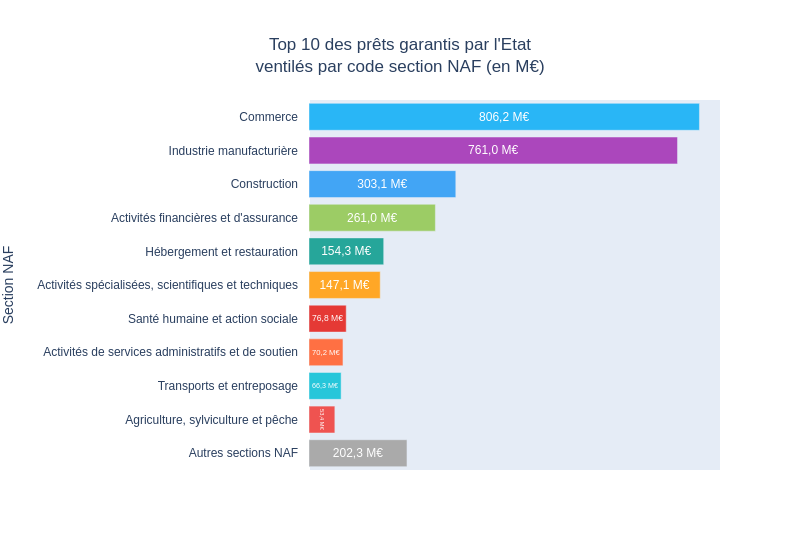 Top 10 des prêts garantis par l'Etat
ventilés par code section NAF (en M€)
Section NAF
Commerce 806,2 M€
Industrie manufacturière 761,0 M€
Construction 303,1 M€
Activités financières et d'assurance 261,0 M€
Hébergement et restauration 154,3 M€
Activités spécialisées, scientifiques et techniques 147,1 M€
Santé humaine et action sociale 76,8 M€
Activités de services administratifs et de soutien 70,2 M€
Transports et entreposage 66,3 M€
Agriculture, sylviculture et pêche M€
Autres sections NAF 202,3 M€